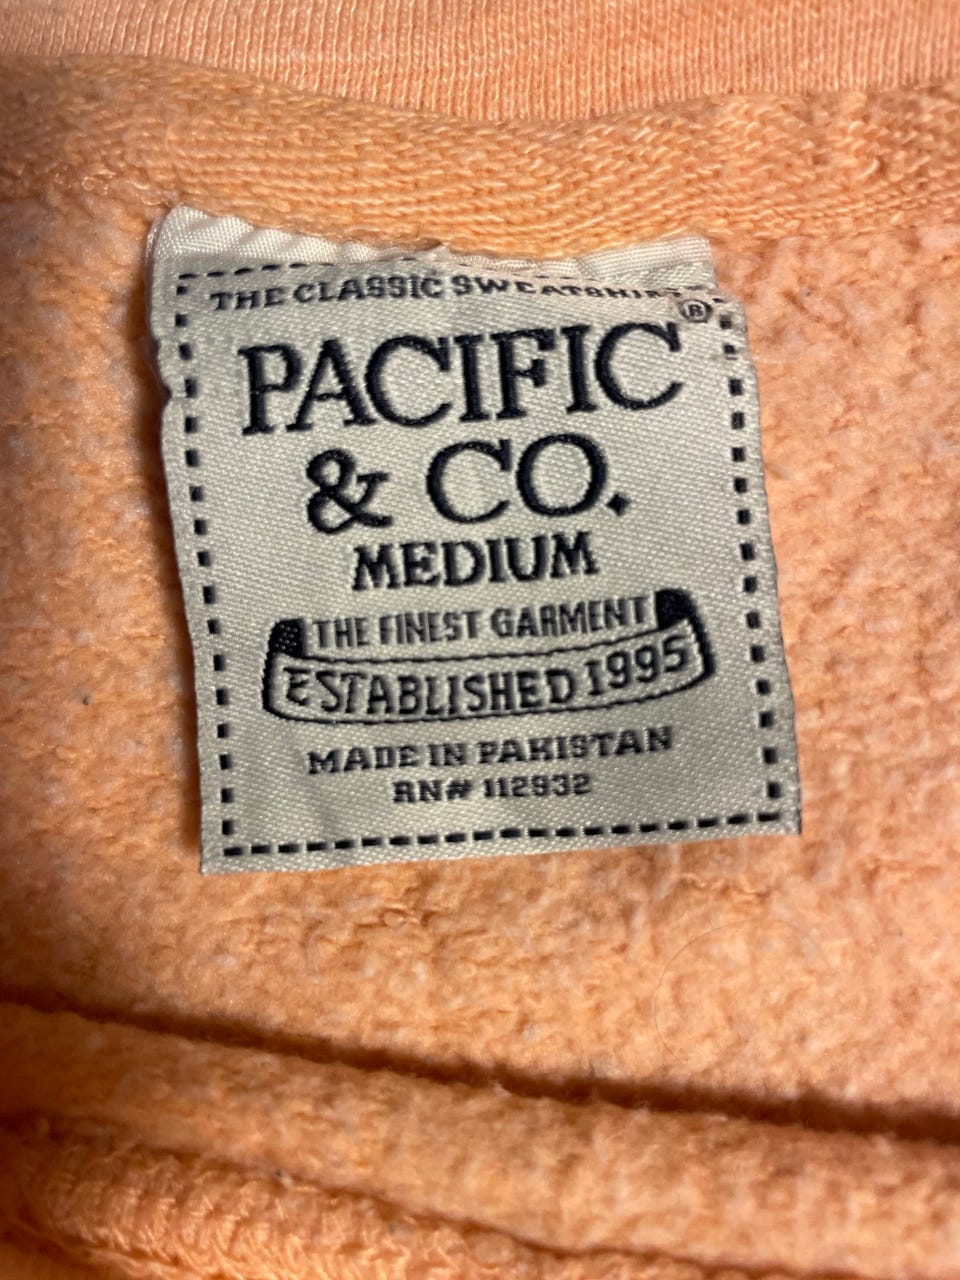 THE CLASSIC SWEATSHIRT
PACIFIC ®
& CO.
MEDIUM
THE FINEST GARMENT
ESTABLISHED 1995
MADE IN PAKISTAN
RN# 112932